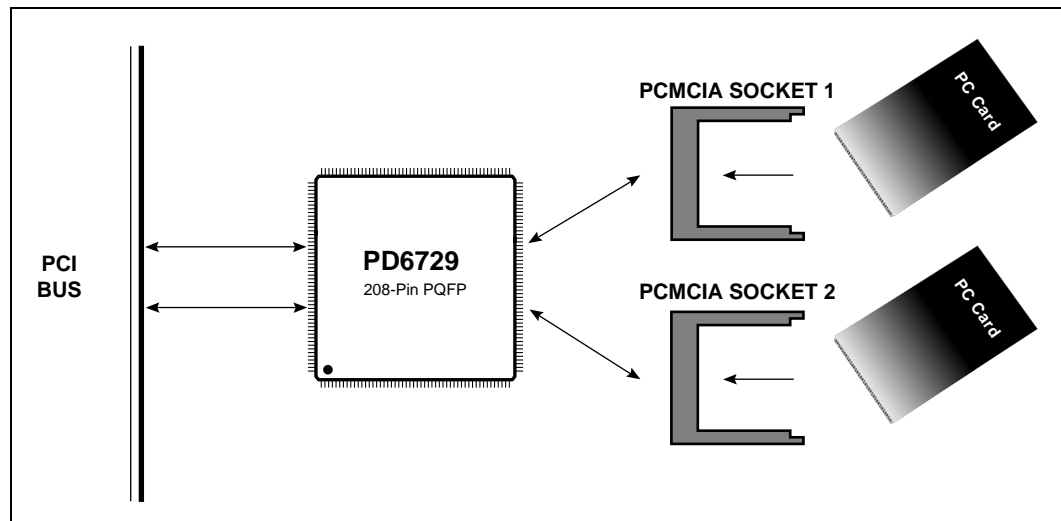 PCI
BUS
PD6729
208-Pin PQFP
PCMCIA SOCKET 1
PC Card
PCMCIA SOCKET 2
PC Card